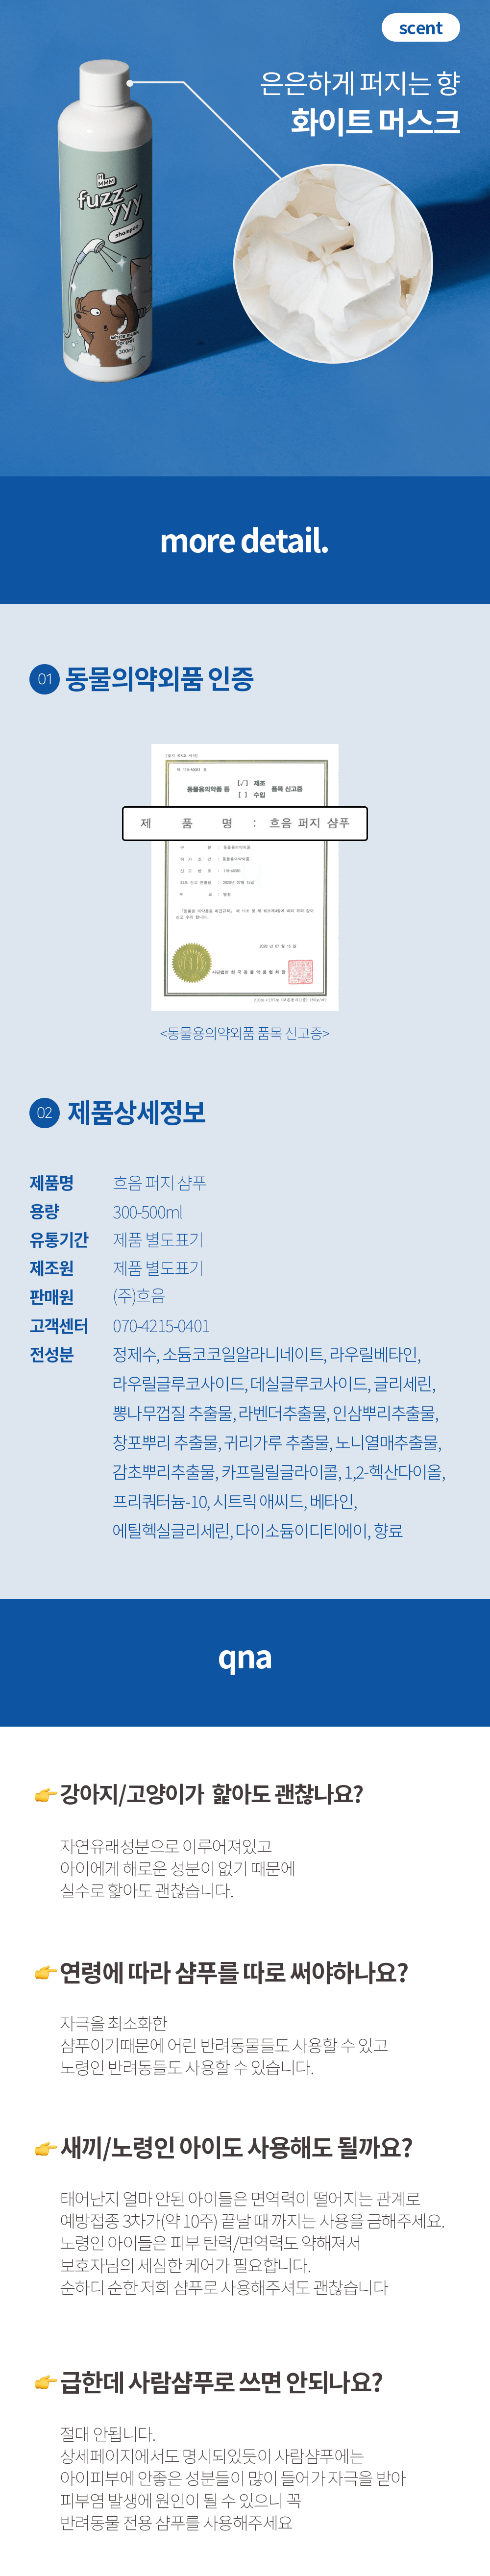 scent
은은하게 퍼지는 향
화이트 머스크
H
MMM
fuzz-
yyy
shampoo
300ml
more detail.
01 동물의약외품 인증
동물용의약품 등 [✓] 제조 품목 신고증
[ ] 수입
제 품 명 : 흐음 퍼지 샴푸
2020 년 07 월 15 일
사단법인 한국동물약품협회장
<동물용의약외품 품목 신고증>
02 제품상세정보
제품명 흐음 퍼지 샴푸
용량 300-500ml
유통기간 제품 별도표기
제조원 제품 별도표기
판매원 (주)흐음
고객센터 070-4215-0401
전성분 정제수, 소듐코코일알라니네이트, 라우릴베타인,
라우릴글루코사이드, 데실글루코사이드, 글리세린,
뽕나무껍질 추출물, 라벤더추출물, 인삼뿌리추출물,
창포뿌리 추출물, 귀리가루 추출물, 노니열매추출물,
감초뿌리추출물, 카프릴릴글라이콜, 1,2-헥산다이올,
프리쿼터늄-10, 시트릭 애씨드, 베타인,
에틸헥실글리세린, 다이소듐이디티에이, 향료
qna
👉강아지/고양이가 핥아도 괜찮나요?
자연유래성분으로 이루어져있고
아이에게 해로운 성분이 없기 때문에
실수로 핥아도 괜찮습니다.
👉연령에 따라 샴푸를 따로 써야하나요?
자극을 최소화한
샴푸이기때문에 어린 반려동물들도 사용할 수 있고
노령인 반려동들도 사용할 수 있습니다.
👉새끼/노령인 아이도 사용해도 될까요?
태어난지 얼마 안된 아이들은 면역력이 떨어지는 관계로
예방접종 3차가(약 10주) 끝날 때 까지는 사용을 금해주세요.
노령인 아이들은 피부 탄력/면역력도 약해져서
보호자님의 세심한 케어가 필요합니다.
순하디 순한 저희 샴푸로 사용해주셔도 괜찮습니다
👉급한데 사람샴푸로 쓰면 안되나요?
절대 안됩니다.
상세페이지에서도 명시되있듯이 사람샴푸에는
아이피부에 안좋은 성분들이 많이 들어가 자극을 받아
피부염 발생에 원인이 될 수 있으니 꼭
반려동물 전용 샴푸를 사용해주세요